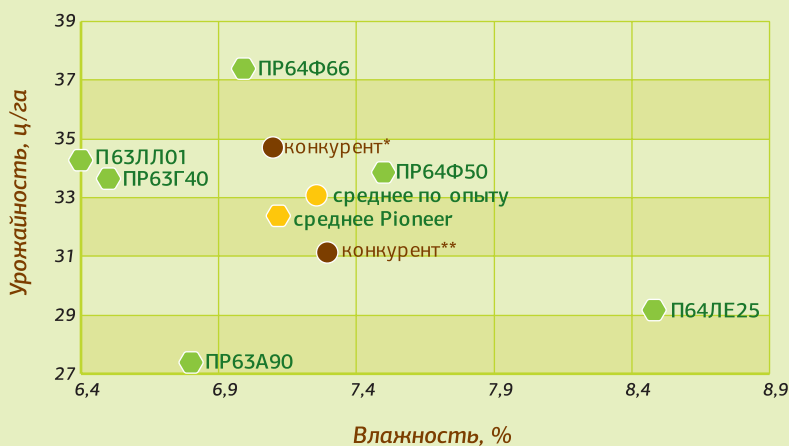 39
37
35
33
31
29
27
Урожайность, ц/га
ПР64Ф66
конкурент*
П63ЛЛ01
ПР63Г40
ПР64Ф50
среднее по опыту
среднее Pioneer
конкурент**
П64ЛЕ25
ПР63А90
6,4
6,9
7,4
7,9
8,4
8,9
Влажность, %